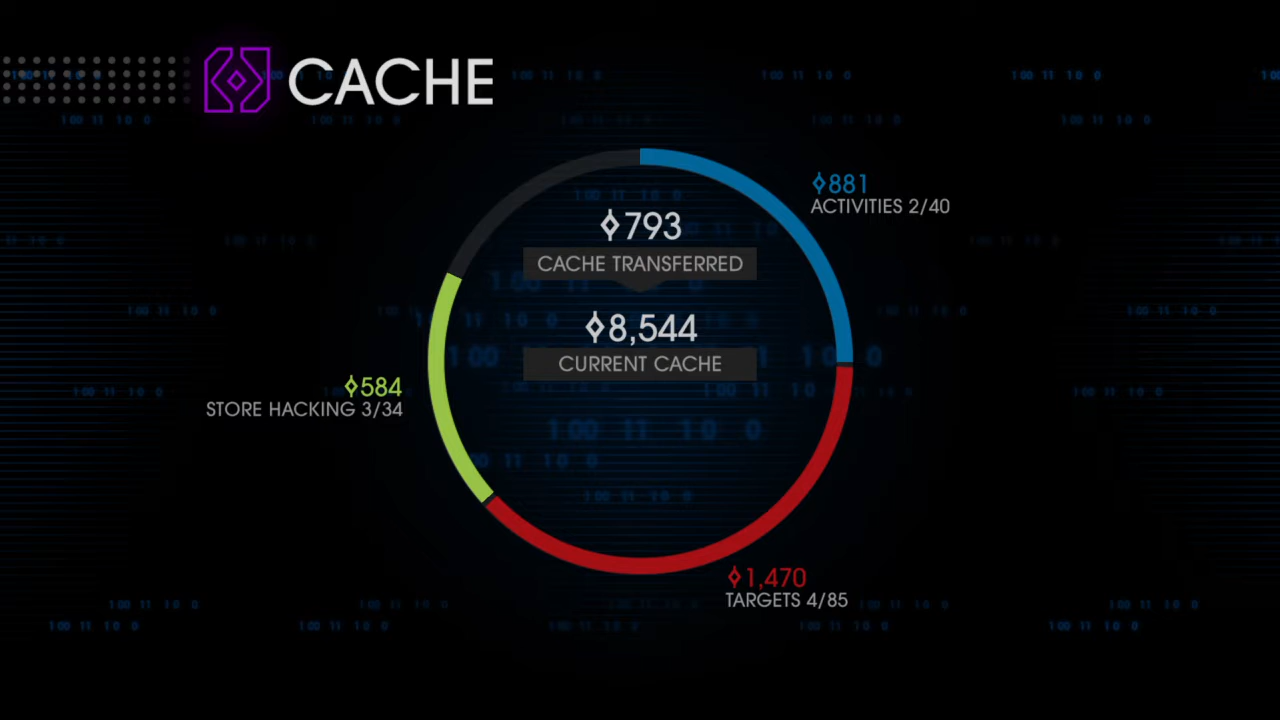 CACHE
881
ACTIVITIES 2/40
793
CACHE TRANSFERRED
8,544
CURRENT CACHE
584
STORE HACKING 3/34
1,470
TARGETS 4/85